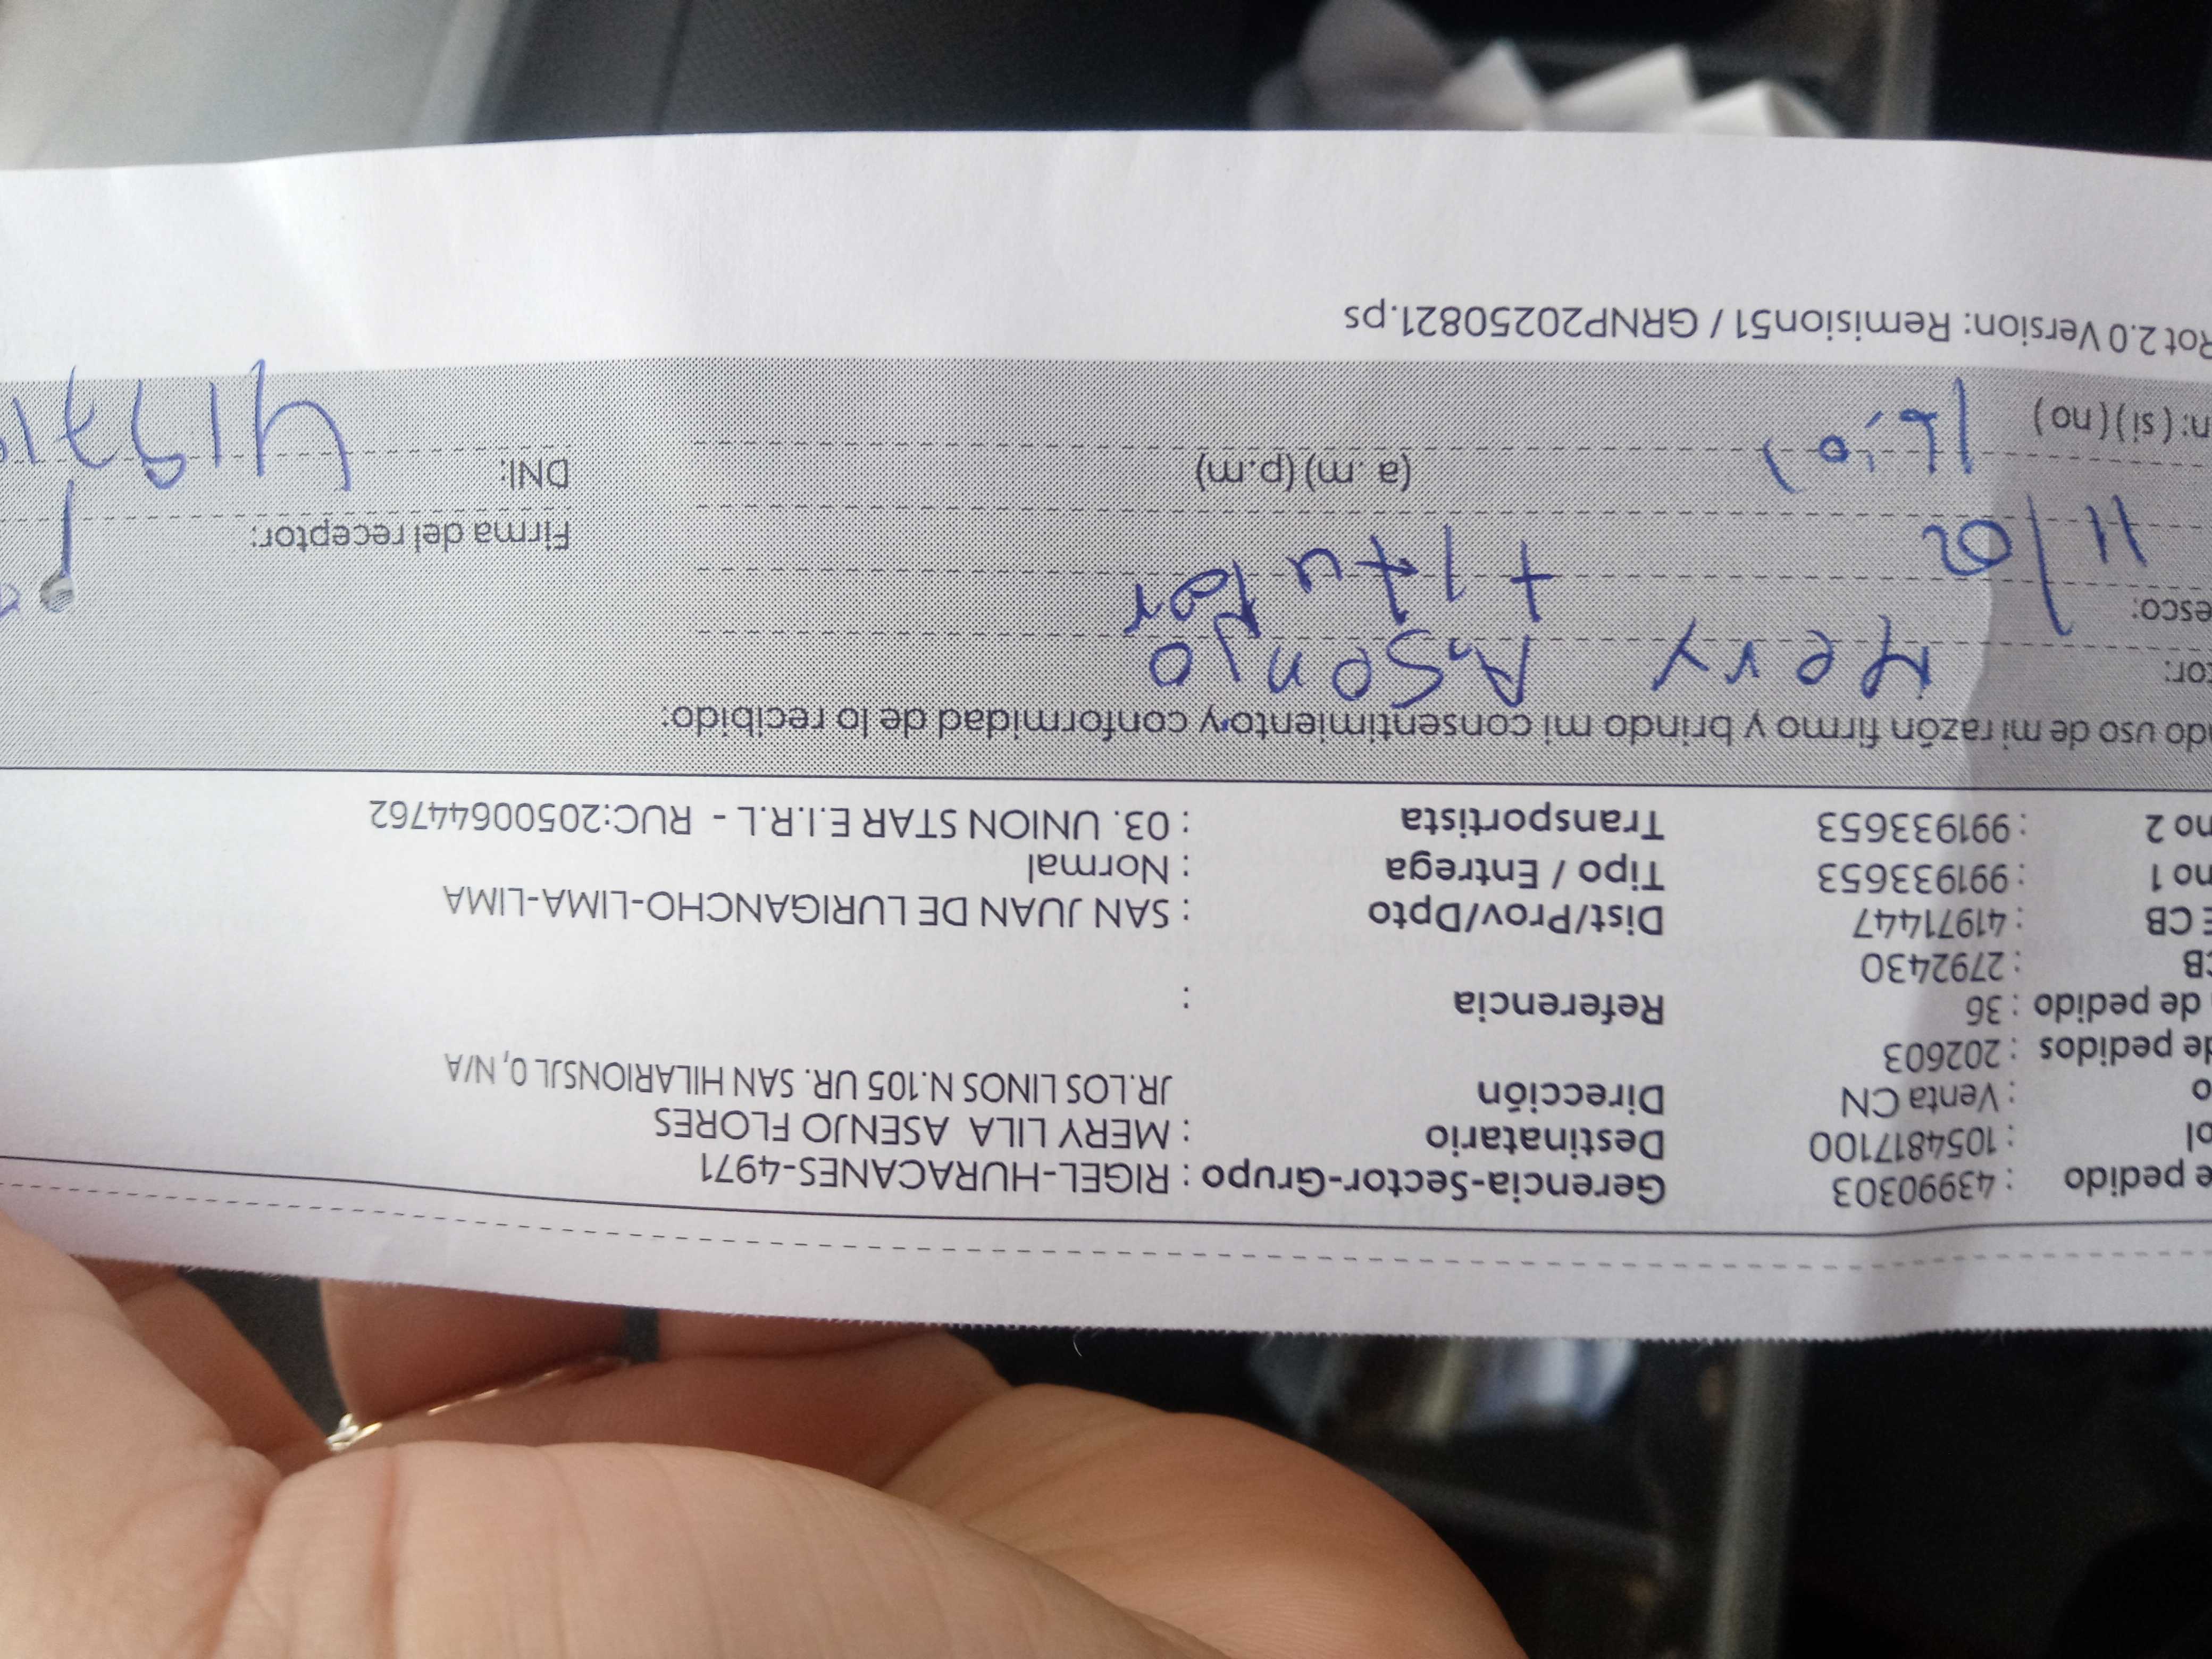 e pedido : 43990303 Gerencia-Sector-Grupo : RIGEL-HURACANES-4971
ol : 1054817100 Destinatario : MERY LILA ASENJO FLORES
o : Venta CN Dirección JR.LOS LINOS N.105 UR. SAN HILARIONSJL 0, N/A
de pedidos : 202603
de pedido : 36 Referencia :
CB : 2792430
E CB : 41971447 Dist/Prov/Dpto : SAN JUAN DE LURIGANCHO-LIMA-LIMA
no 1 : 991933653 Tipo / Entrega : Normal
no 2 : 991933653 Transportista : 03. UNION STAR E.I.R.L - RUC:20500644762
ndo uso de mi razón firmo y brindo mi consentimiento y conformidad de lo recibido:
tor: Mery Asenjo
esco: + itutor
11/02 Firma del receptor:
(a.m) (p.m) DNI: 41971
n: ( si ) ( no )
Rot 2.0 Version: Remision51 / GRNP20250821.ps